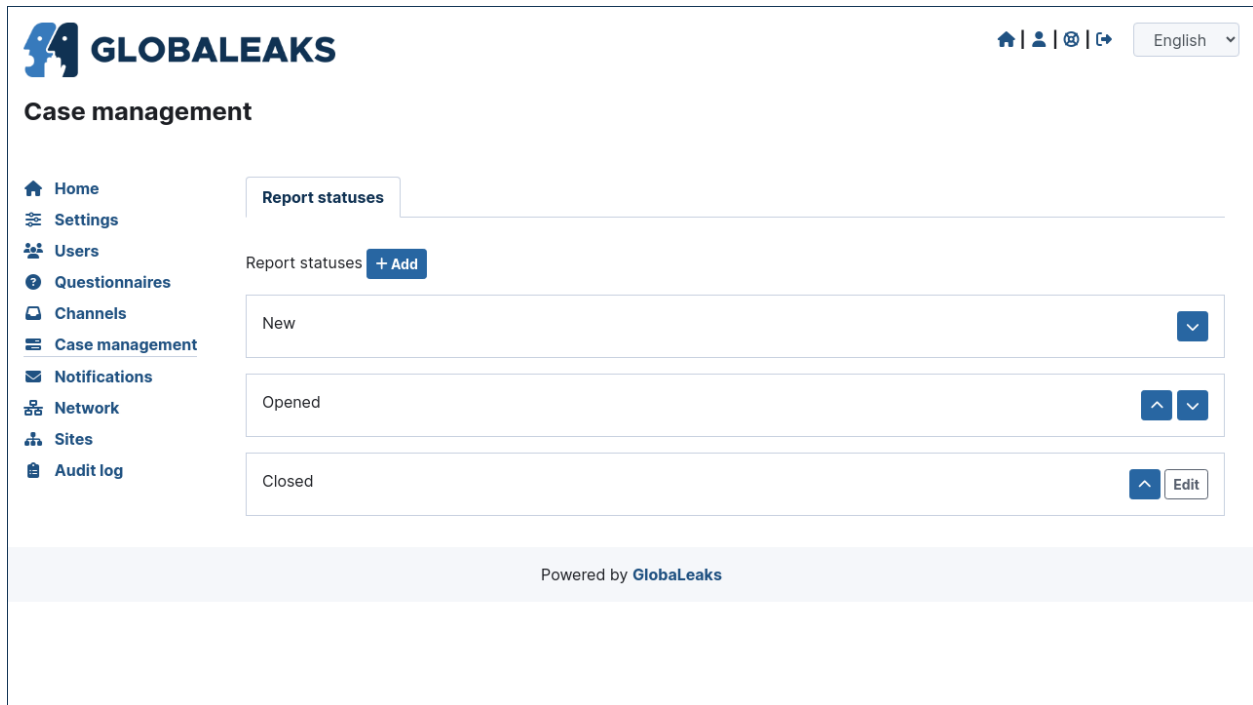 GLOBALEAKS
English
Case management
Home
Settings
Users
Questionnaires
Channels
Case management
Notifications
Network
Sites
Audit log
Report statuses
Report statuses + Add
New
Opened
Closed
Edit
Powered by GlobaLeaks